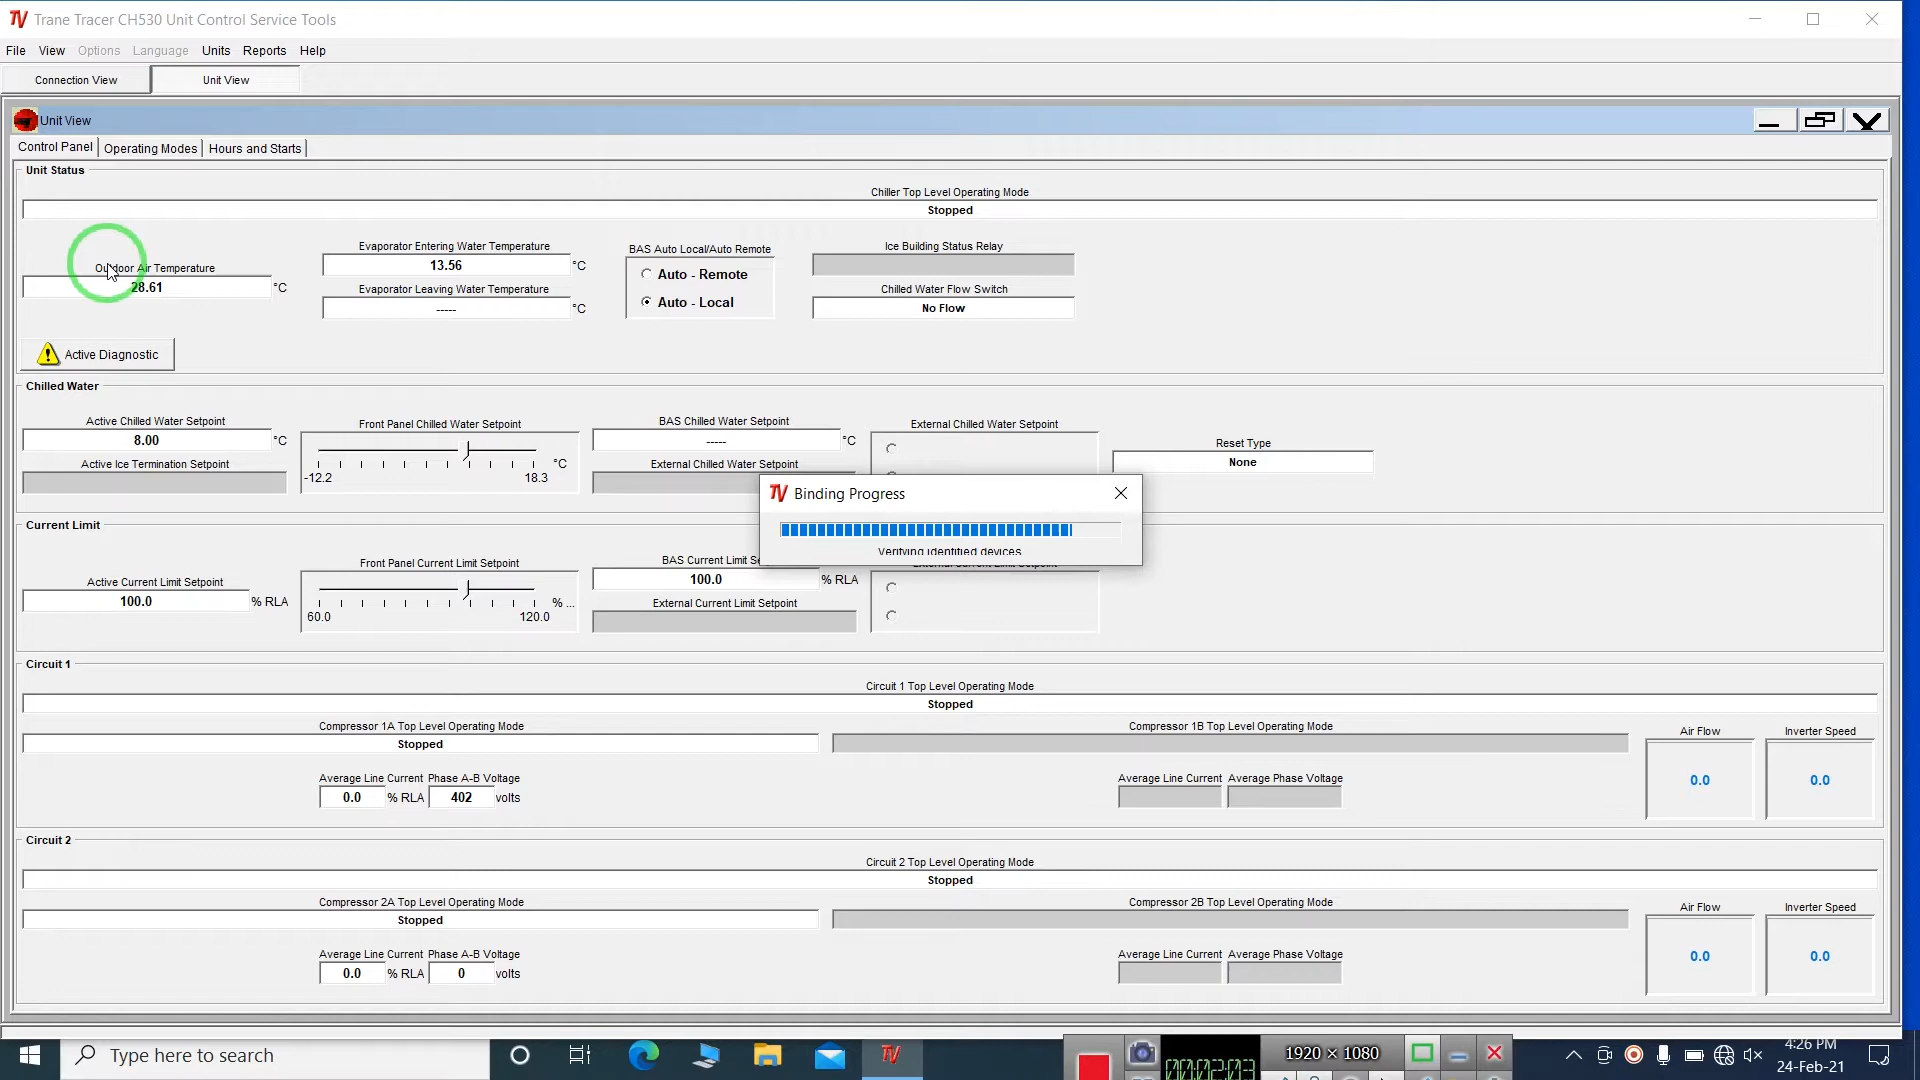 Trane Tracer CH530 Unit Control Service Tools
File View Options Language Units Reports Help
Connection View Unit View
Unit View
Control Panel Operating Modes Hours and Starts
Unit Status
Chiller Top Level Operating Mode
Stopped
Outdoor Air Temperature
28.61 °C
Evaporator Entering Water Temperature
13.56 °C
Evaporator Leaving Water Temperature
----- °C
BAS Auto Local/Auto Remote
Auto - Remote
Auto - Local
Ice Building Status Relay
Chilled Water Flow Switch
No Flow
Active Diagnostic
Chilled Water
Active Chilled Water Setpoint
8.00 °C
Active Ice Termination Setpoint
Front Panel Chilled Water Setpoint
°C
-12.2 18.3
BAS Chilled Water Setpoint
----- °C
External Chilled Water Setpoint
External Chilled Water Setpoint
Reset Type
None
Binding Progress
Verifying identified devices
Current Limit
Active Current Limit Setpoint
100.0 % RLA
Front Panel Current Limit Setpoint
% ...
60.0 120.0
BAS Current Limit Se
100.0 % RLA
External Current Limit Setpoint
External Current Limit Setpoint
Circuit 1
Circuit 1 Top Level Operating Mode
Stopped
Compressor 1A Top Level Operating Mode
Stopped
Compressor 1B Top Level Operating Mode
Average Line Current Phase A-B Voltage
0.0 % RLA 402 volts
Average Line Current Average Phase Voltage
Air Flow Inverter Speed
0.0 0.0
Circuit 2
Circuit 2 Top Level Operating Mode
Stopped
Compressor 2A Top Level Operating Mode
Stopped
Compressor 2B Top Level Operating Mode
Average Line Current Phase A-B Voltage
0.0 % RLA 0 volts
Average Line Current Average Phase Voltage
Air Flow Inverter Speed
0.0 0.0
Type here to search
00:02:03
1920 × 1080
4:26 PM
24-Feb-21